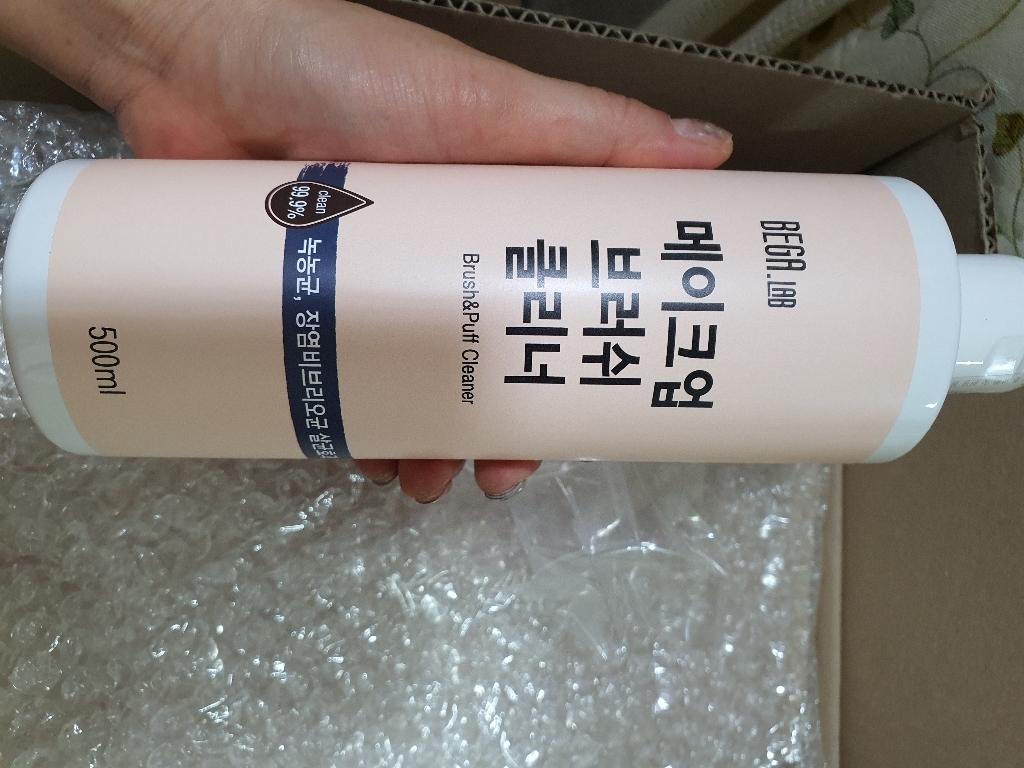 BEGA.LAB
메이크업
브러쉬
클리너
Brush&Puff Cleaner
clean
99.9%
녹농균, 장염비브리오균 살균
500ml